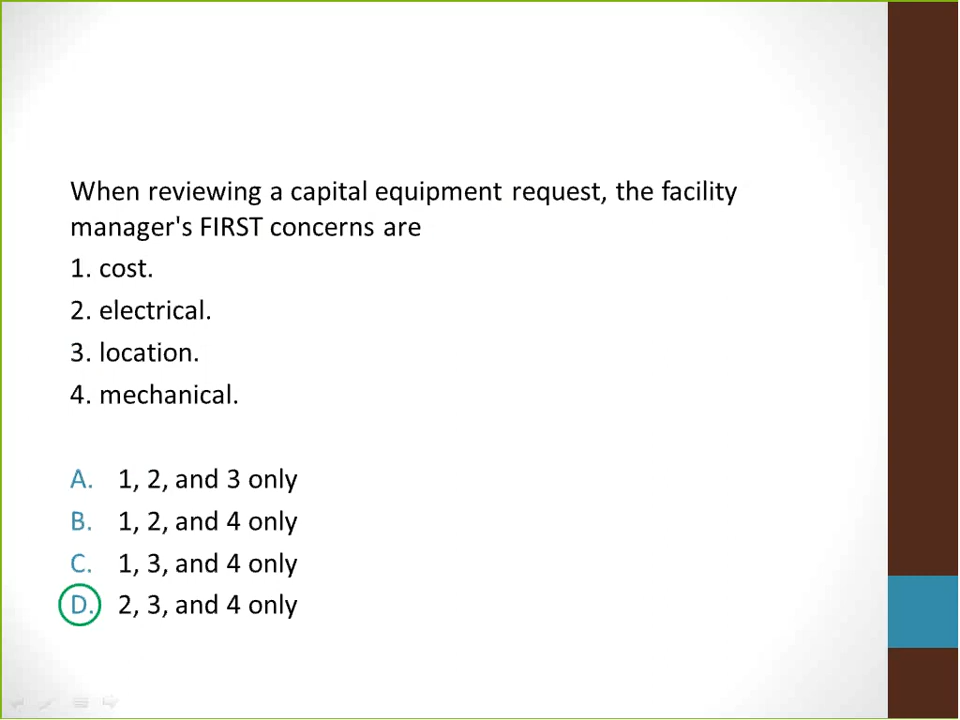 When reviewing a capital equipment request, the facility
manager's FIRST concerns are
1. cost.
2. electrical.
3. location.
4. mechanical.
A. 1, 2, and 3 only
B. 1, 2, and 4 only
C. 1, 3, and 4 only
D. 2, 3, and 4 only